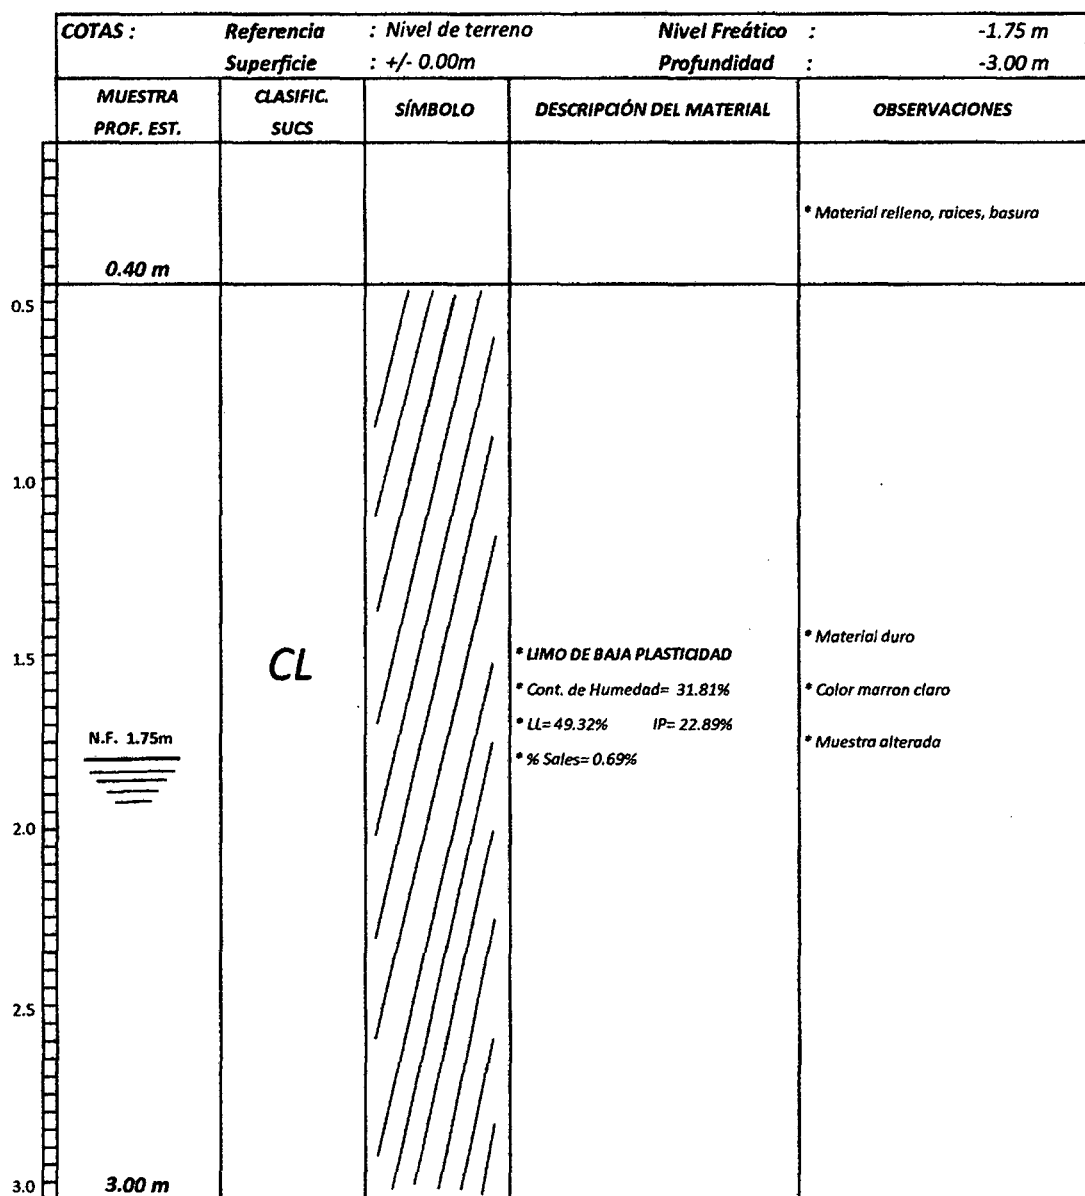 COTAS : Referencia : Nivel de terreno Nivel Freático : -1.75 m
Superficie : +/- 0.00m Profundidad : -3.00 m
MUESTRA PROF. EST. CLASIFIC. SUCS SÍMBOLO DESCRIPCIÓN DEL MATERIAL OBSERVACIONES
* Material relleno, raices, basura
0.40 m
0.5
1.0
* Material duro
1.5 CL * LIMO DE BAJA PLASTICIDAD
* Cont. de Humedad= 31.81% * Color marron claro
* LL= 49.32% IP= 22.89%
N.F. 1.75m * Muestra alterada
* % Sales= 0.69%
2.0
2.5
3.0 3.00 m